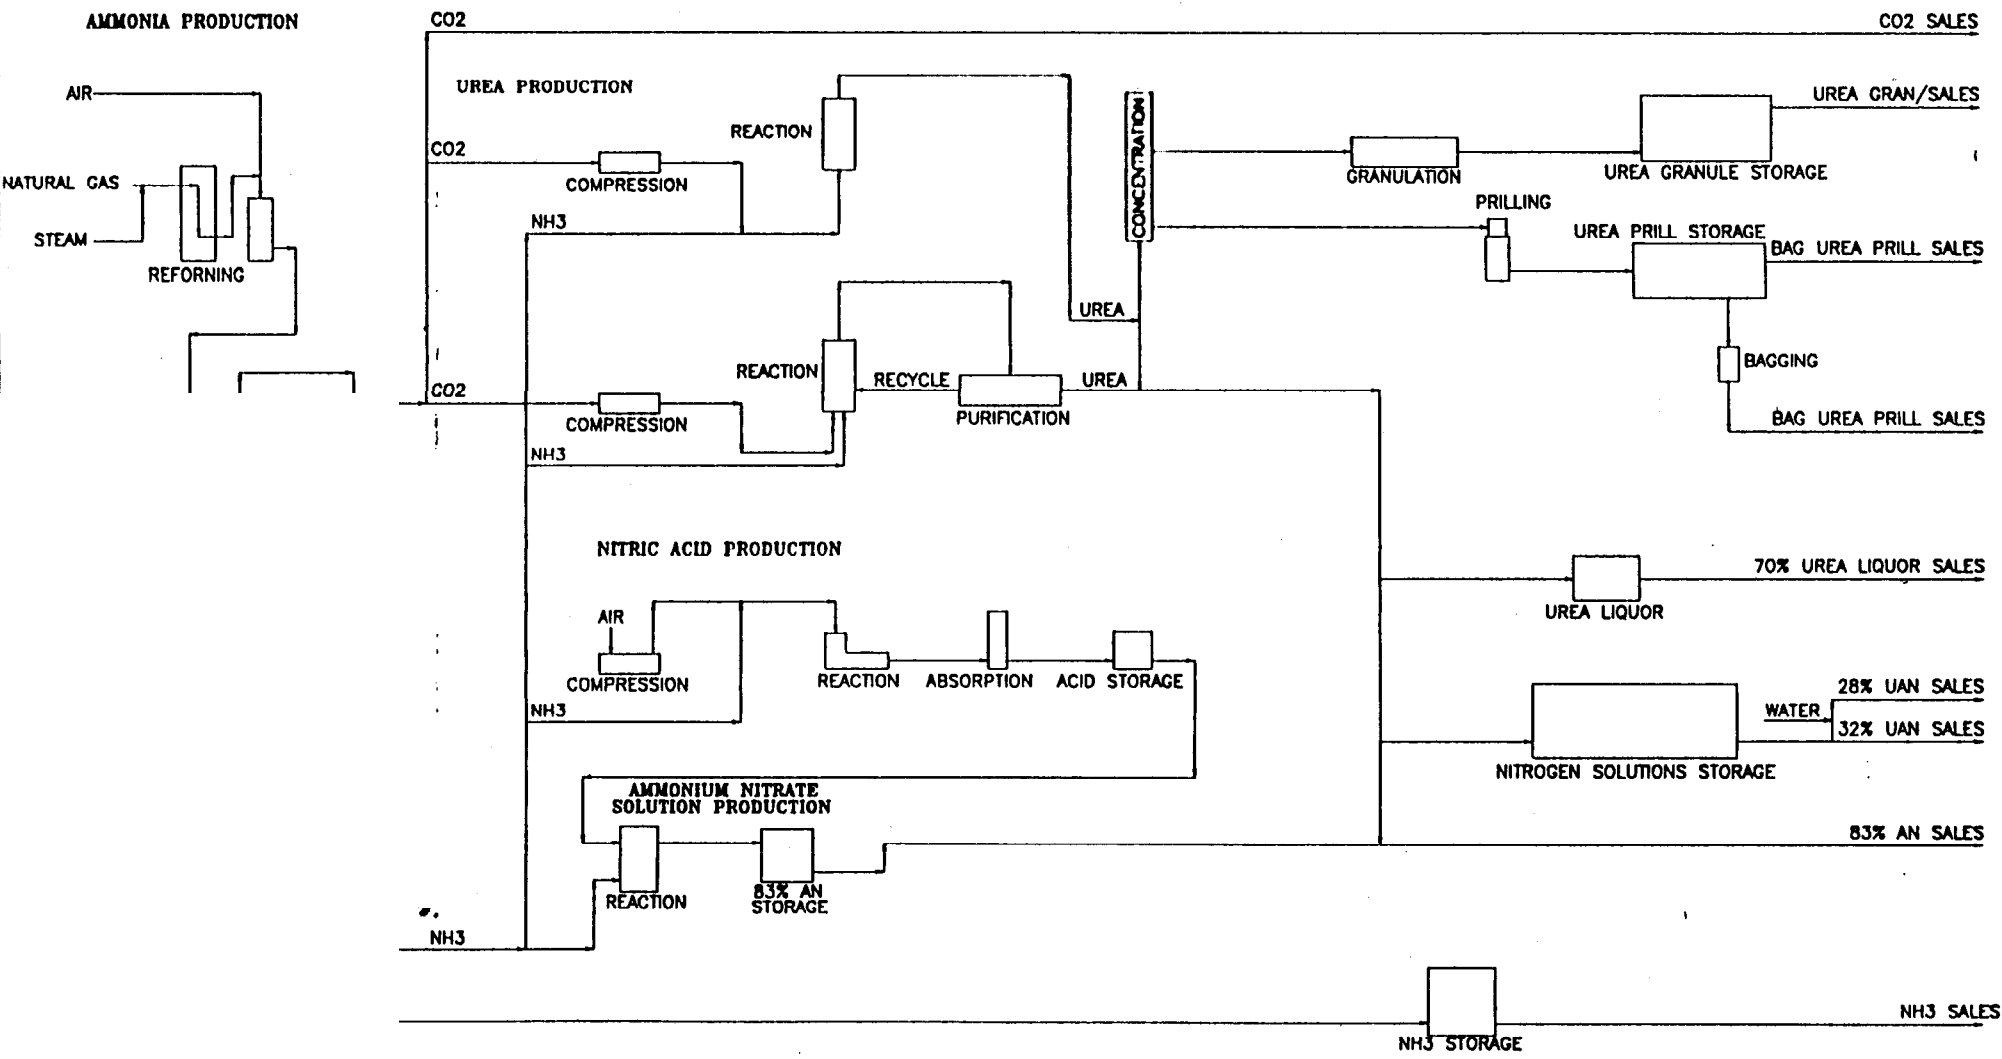 AMMONIA PRODUCTION
AIR
NATURAL GAS
STEAM
REFORNING
CO2
CO2 SALES
UREA PRODUCTION
CO2
COMPRESSION
REACTION
NH3
CONCENTRATION
GRANULATION
UREA GRANULE STORAGE
UREA GRAN/SALES
PRILLING
UREA PRILL STORAGE
BAG UREA PRILL SALES
BAGGING
BAG UREA PRILL SALES
UREA
CO2
COMPRESSION
REACTION
RECYCLE
PURIFICATION
UREA
NH3
NITRIC ACID PRODUCTION
AIR
COMPRESSION
REACTION
ABSORPTION
ACID STORAGE
NH3
70% UREA LIQUOR SALES
UREA LIQUOR
28% UAN SALES
WATER
32% UAN SALES
NITROGEN SOLUTIONS STORAGE
AMMONIUM NITRATE
SOLUTION PRODUCTION
REACTION
83% AN
STORAGE
83% AN SALES
NH3
NH3 STORAGE
NH3 SALES